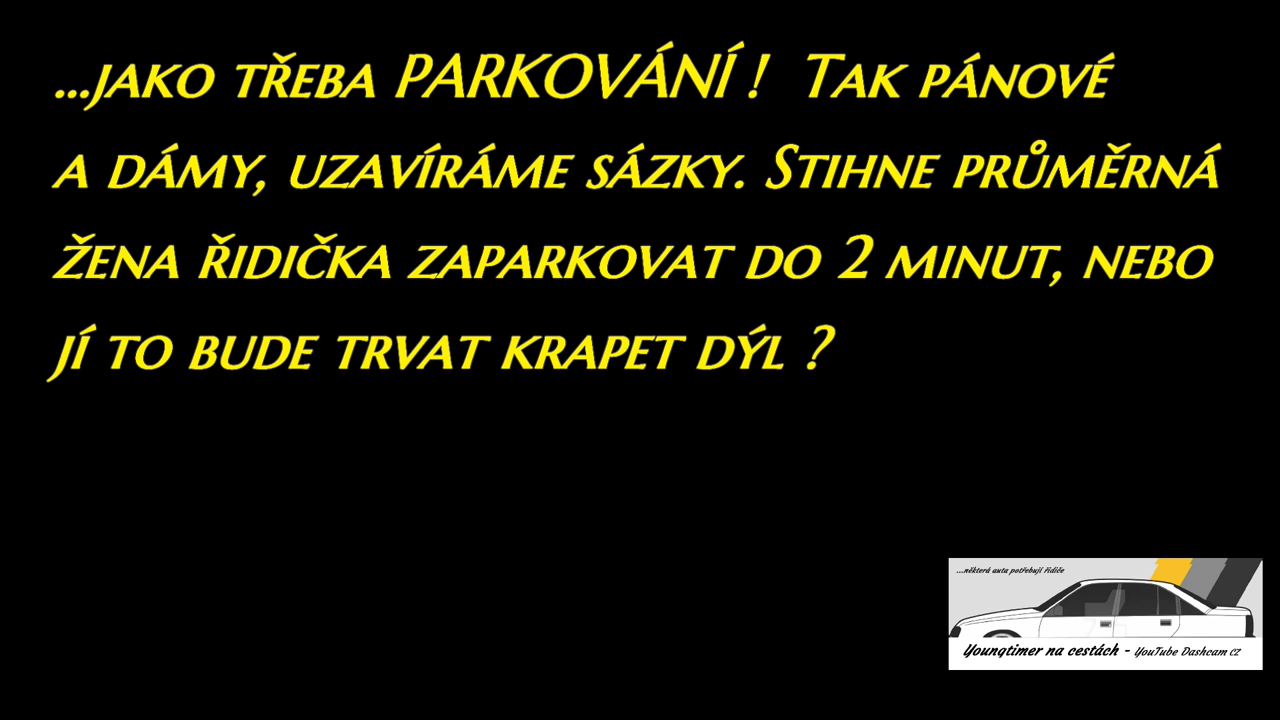 ...jako třeba PARKOVÁNÍ ! Tak pánové
a dámy, uzavíráme sázky. Stihne průměrná
žena řidička zaparkovat do 2 minut, nebo
jí to bude trvat krapet dýl ?
....některá auta potřebují řidiče
Youngtimer na cestách - YouTube Dashcam CZ